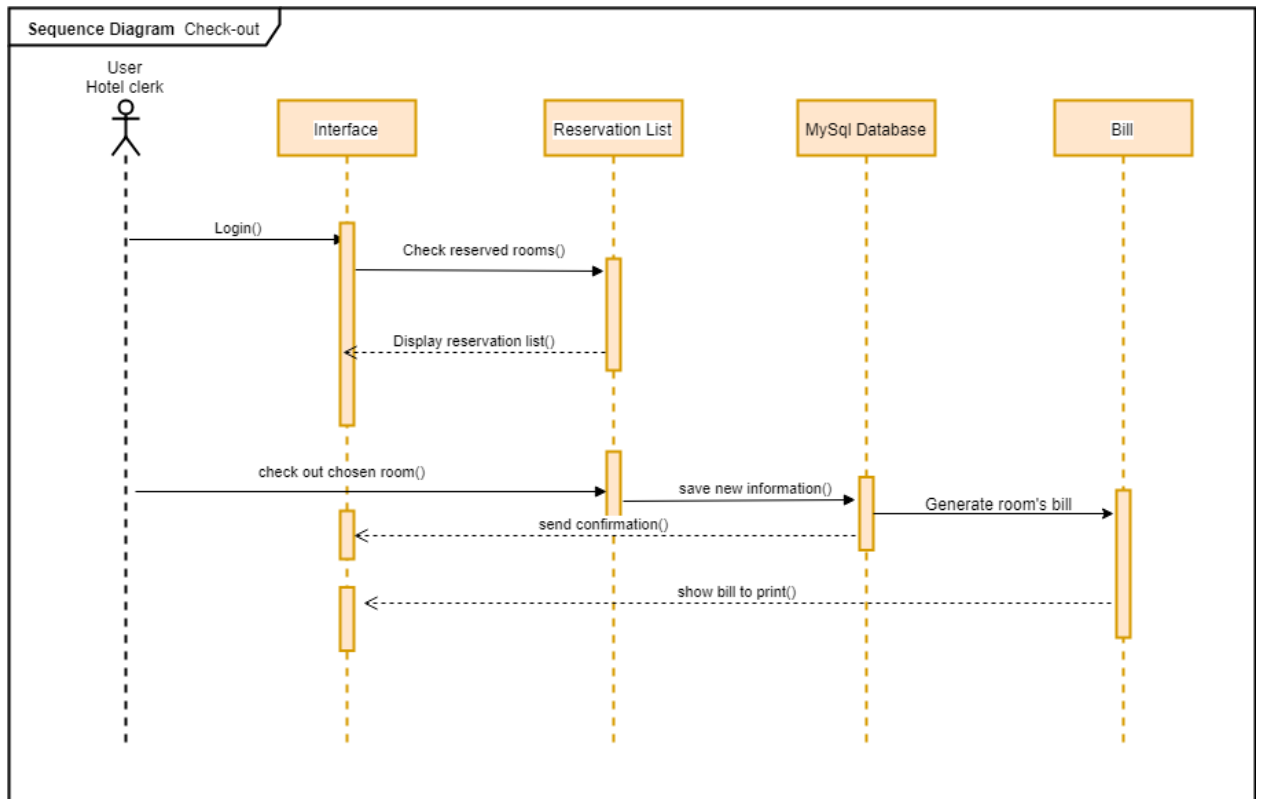 Sequence Diagram Check-out
User
Hotel clerk
Interface
Reservation List
MySql Database
Bill
Login()
Check reserved rooms()
Display reservation list()
check out chosen room()
save new information()
Generate room's bill
send confirmation()
show bill to print()